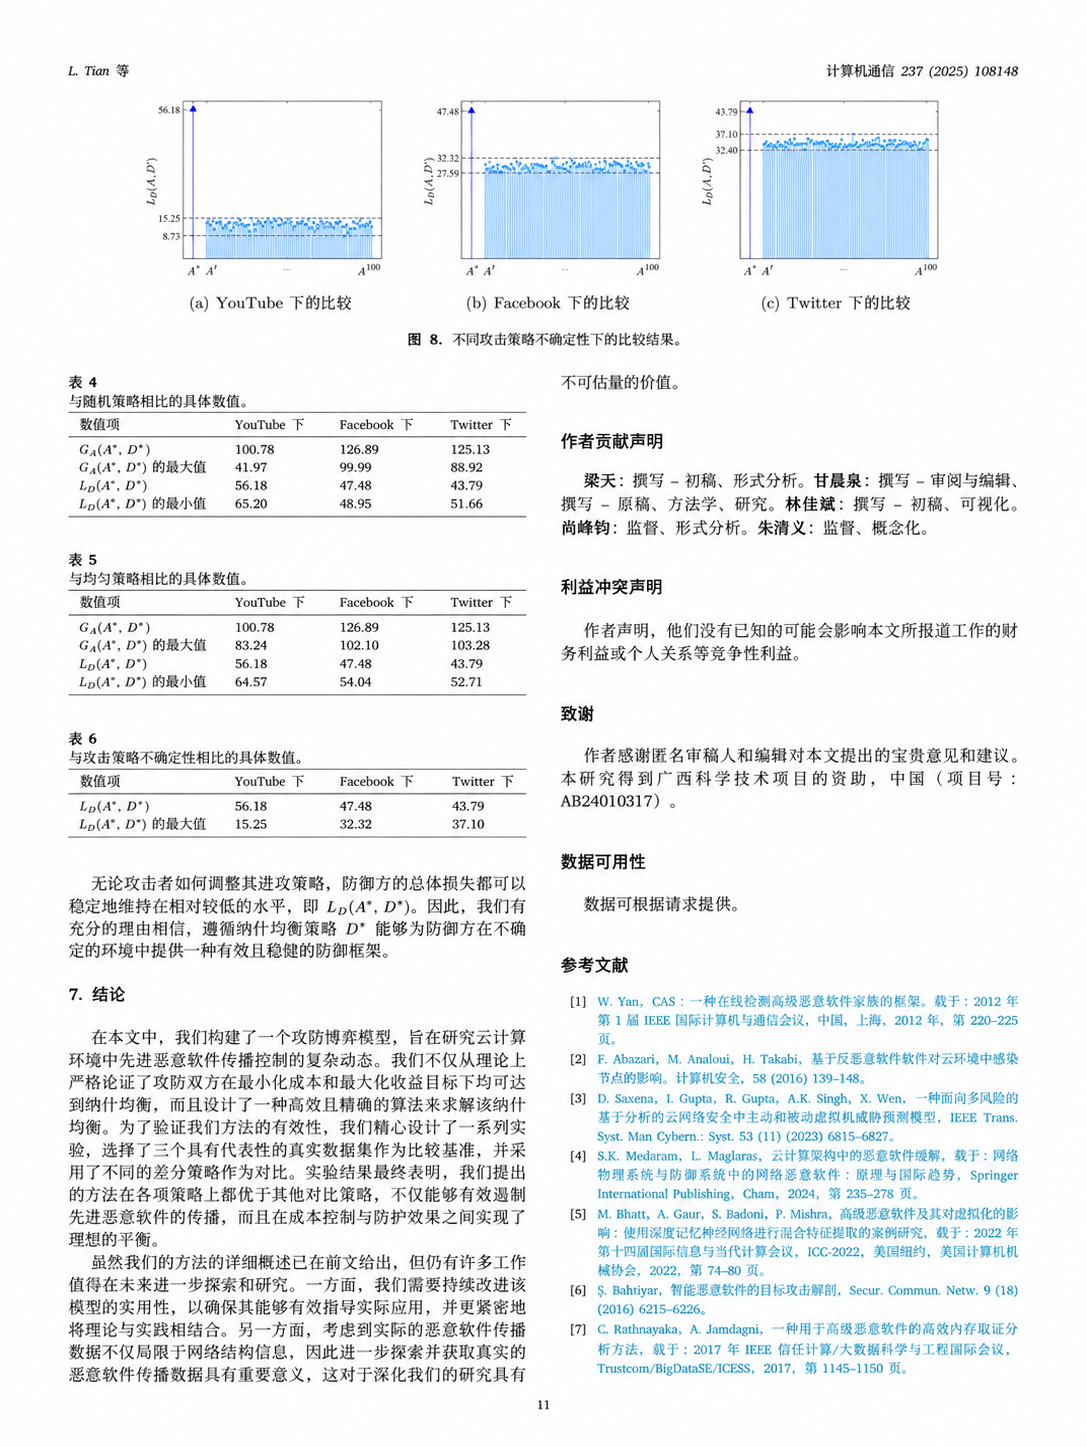 L. Tian 等
计算机通信 237 (2025) 108148
56.18
15.25
8.73
L_D(A, D*)
A* A^1 ... A^100
(a) YouTube 下的比较
47.48
32.32
27.59
L_D(A, D*)
A* A^1 ... A^100
(b) Facebook 下的比较
43.79
37.10
32.40
L_D(A, D*)
A* A^1 ... A^100
(c) Twitter 下的比较
图 8. 不同攻击策略不确定性下的比较结果。
表 4
与随机策略相比的具体数值。
数值项 YouTube 下 Facebook 下 Twitter 下
G_A(A*, D*) 100.78 126.89 125.13
G_A(A*, D*) 的最大值 41.97 99.99 88.92
L_D(A*, D*) 56.18 47.48 43.79
L_D(A*, D*) 的最小值 65.20 48.95 51.66
表 5
与均匀策略相比的具体数值。
数值项 YouTube 下 Facebook 下 Twitter 下
G_A(A*, D*) 100.78 126.89 125.13
G_A(A*, D*) 的最大值 83.24 102.10 103.28
L_D(A*, D*) 56.18 47.48 43.79
L_D(A*, D*) 的最小值 64.57 54.04 52.71
表 6
与攻击策略不确定性相比的具体数值。
数值项 YouTube 下 Facebook 下 Twitter 下
L_D(A*, D*) 56.18 47.48 43.79
L_D(A*, D*) 的最大值 15.25 32.32 37.10
无论攻击者如何调整其进攻策略，防御方的总体损失都可以
稳定地维持在相对较低的水平，即 L_D(A*, D*)。因此，我们有
充分的理由相信，遵循纳什均衡策略 D* 能够为防御方在不确
定的环境中提供一种有效且稳健的防御框架。
7. 结论
在本文中，我们构建了一个攻防博弈模型，旨在研究云计算
环境中先进恶意软件传播控制的复杂动态。我们不仅从理论上
严格论证了攻防双方在最小化成本和最大化收益目标下均可达
到纳什均衡，而且设计了一种高效且精确的算法来求解该纳什
均衡。为了验证我们方法的有效性，我们精心设计了一系列实
验，选择了三个具有代表性的真实数据集作为比较基准，并采
用了不同的差分策略作为对比。实验结果最终表明，我们提出
的方法在各项策略上都优于其他对比策略，不仅能够有效遏制
先进恶意软件的传播，而且在成本控制与防护效果之间实现了
理想的平衡。
虽然我们的方法的详细概述已在前文给出，但仍有许多工作
值得在未来进一步探索和研究。一方面，我们需要持续改进该
模型的实用性，以确保其能够有效指导实际应用，并更紧密地
将理论与实践相结合。另一方面，考虑到实际的恶意软件传播
数据不仅局限于网络结构信息，因此进一步探索并获取真实的
恶意软件传播数据具有重要意义，这对于深化我们的研究具有
不可估量的价值。
作者贡献声明
梁天：撰写 – 初稿、形式分析。甘晨泉：撰写 – 审阅与编辑、
撰写 – 原稿、方法学、研究。林佳斌：撰写 – 初稿、可视化。
尚峰钧：监督、形式分析。朱清义：监督、概念化。
利益冲突声明
作者声明，他们没有已知的可能会影响本文所报道工作的财
务利益或个人关系等竞争性利益。
致谢
作者感谢匿名审稿人和编辑对本文提出的宝贵意见和建议。
本研究得到广西科学技术项目的资助，中国（项目号：
AB24010317）。
数据可用性
数据可根据请求提供。
参考文献
[1] W. Yan，CAS：一种在线检测高级恶意软件家族的框架。载于：2012 年
第 1 届 IEEE 国际计算机与通信会议，中国，上海，2012 年，第 220–225
页。
[2] F. Abazari，M. Analoui，H. Takabi，基于反恶意软件软件对云环境中感染
节点的影响。计算机安全，58 (2016) 139–148。
[3] D. Saxena，I. Gupta，R. Gupta，A.K. Singh，X. Wen，一种面向多风险的
基于分析的云网络安全中主动和被动虚拟机威胁预测模型，IEEE Trans.
Syst. Man Cybern.: Syst. 53 (11) (2023) 6815–6827。
[4] S.K. Medaram，L. Maglaras，云计算架构中的恶意软件缓解，载于：网络
物理系统与防御系统中的网络恶意软件：原理与国际趋势，Springer
International Publishing，Cham，2024，第 235–278 页。
[5] M. Bhatt，A. Gaur，S. Badoni，P. Mishra，高级恶意软件及其对虚拟化的影
响：使用深度记忆神经网络进行混合特征提取的案例研究，载于：2022 年
第十四届国际信息与当代计算会议，ICC-2022，美国纽约，美国计算机机
械协会，2022，第 74–80 页。
[6] Ş. Bahtiyar，智能恶意软件的目标攻击解剖，Secur. Commun. Netw. 9 (18)
(2016) 6215–6226。
[7] C. Rathnayaka，A. Jamdagni，一种用于高级恶意软件的高效内存取证分
析方法，载于：2017 年 IEEE 信任计算/大数据科学与工程国际会议，
Trustcom/BigDataSE/ICESS，2017，第 1145–1150 页。
11